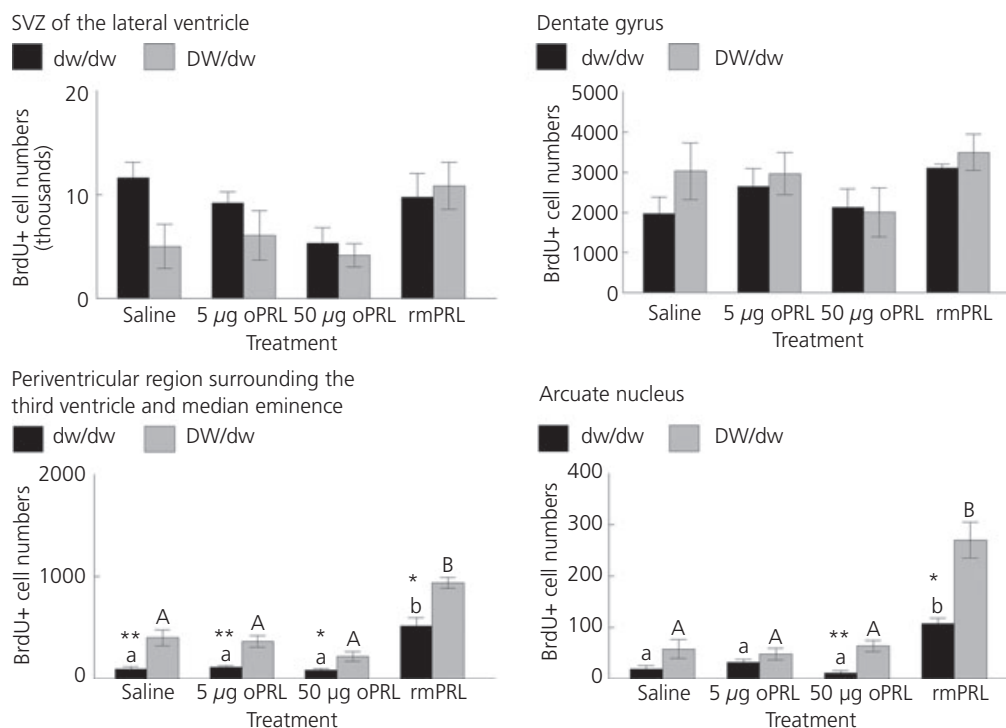 SVZ of the lateral ventricle
dw/dw DW/dw
BrdU+ cell numbers
(thousands)
20
10
0
Saline 5 µg oPRL 50 µg oPRL rmPRL
Treatment
Dentate gyrus
dw/dw DW/dw
BrdU+ cell numbers
5000
4000
3000
2000
1000
0
Saline 5 µg oPRL 50 µg oPRL rmPRL
Treatment
Periventricular region surrounding the
third ventricle and median eminence
dw/dw DW/dw
BrdU+ cell numbers
2000
1000
0
** a A
** a A
* a A
* b B
Saline 5 µg oPRL 50 µg oPRL rmPRL
Treatment
Arcuate nucleus
dw/dw DW/dw
BrdU+ cell numbers
400
300
200
100
0
a A
a A
** a A
* b B
Saline 5 µg oPRL 50 µg oPRL rmPRL
Treatment